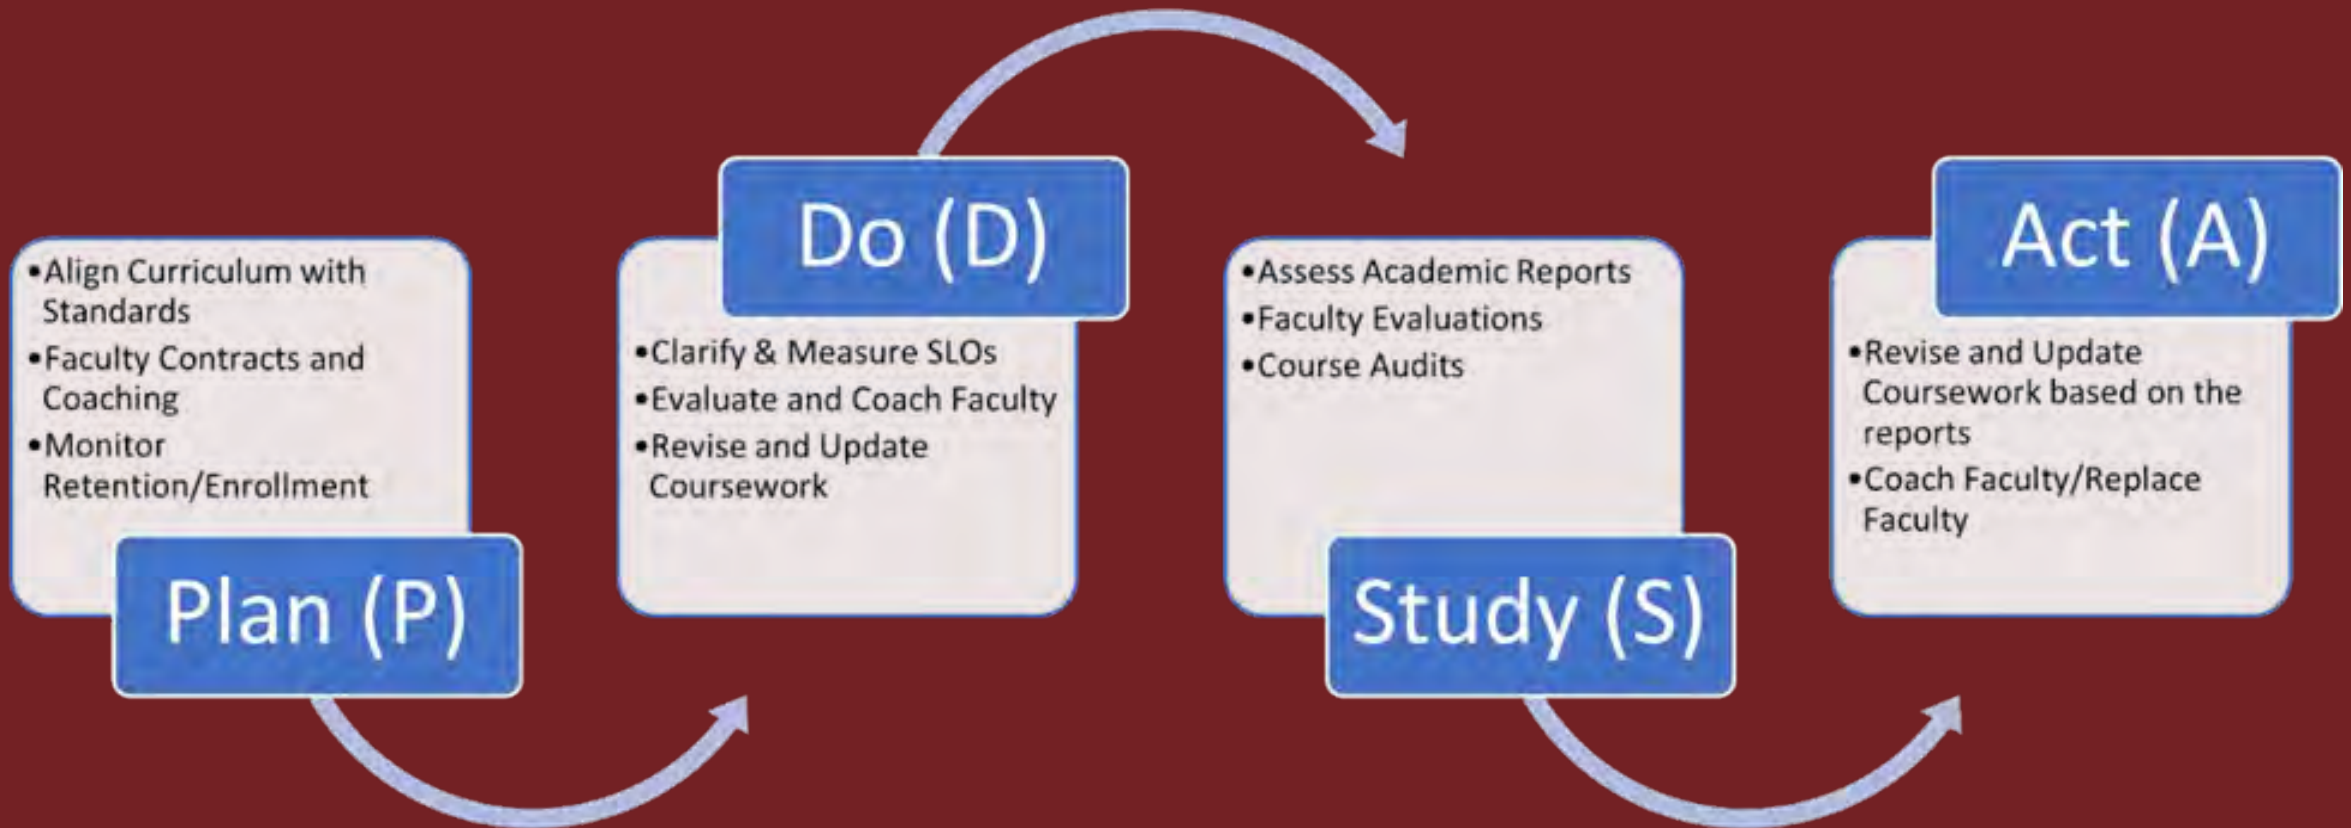 •Align Curriculum with
Standards
•Faculty Contracts and
Coaching
•Monitor
Retention/Enrollment
Plan (P)
Do (D)
•Clarify & Measure SLOs
•Evaluate and Coach Faculty
•Revise and Update
Coursework
•Assess Academic Reports
•Faculty Evaluations
•Course Audits
Study (S)
Act (A)
•Revise and Update
Coursework based on the
reports
•Coach Faculty/Replace
Faculty